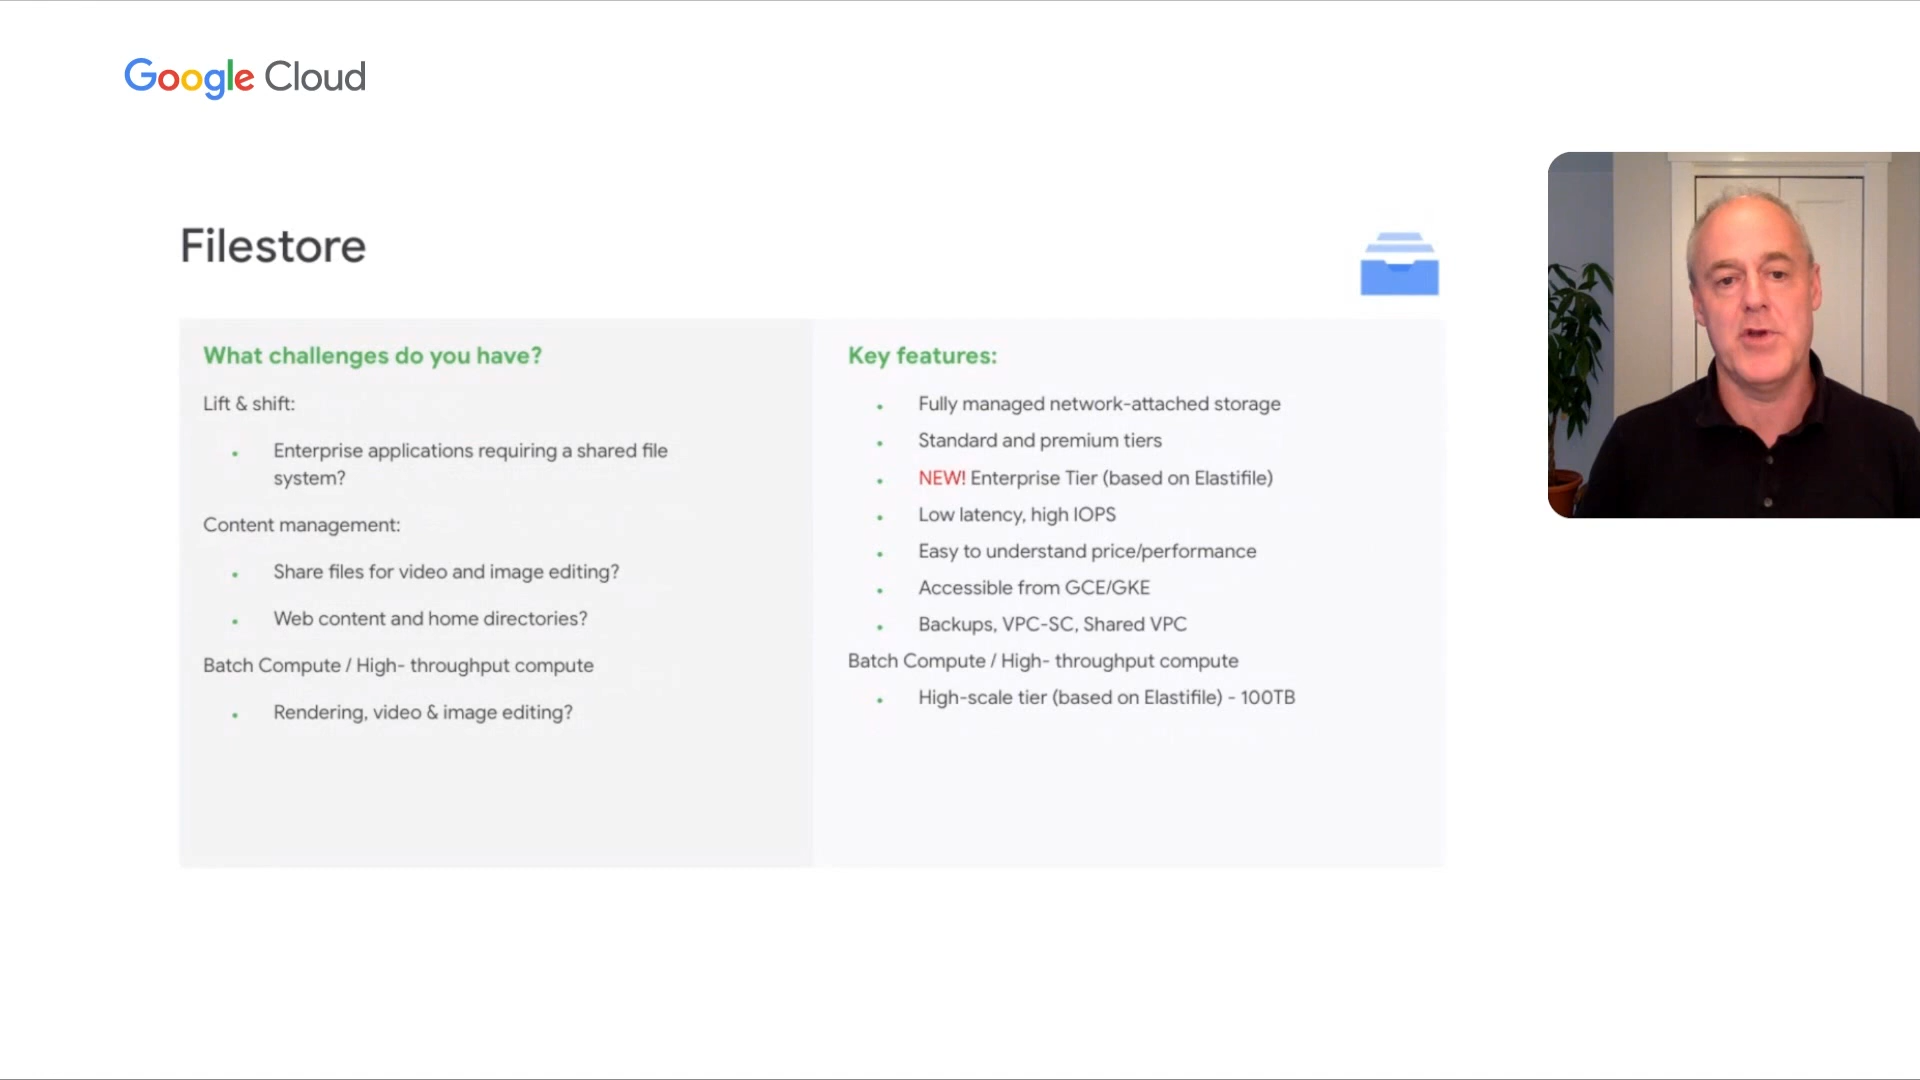 Google Cloud
Filestore
What challenges do you have?
Lift & shift:
Enterprise applications requiring a shared file
system?
Content management:
Share files for video and image editing?
Web content and home directories?
Batch Compute / High- throughput compute
Rendering, video & image editing?
Key features:
Fully managed network-attached storage
Standard and premium tiers
NEW! Enterprise Tier (based on Elastifile)
Low latency, high IOPS
Easy to understand price/performance
Accessible from GCE/GKE
Backups, VPC-SC, Shared VPC
Batch Compute / High- throughput compute
High-scale tier (based on Elastifile) - 100TB